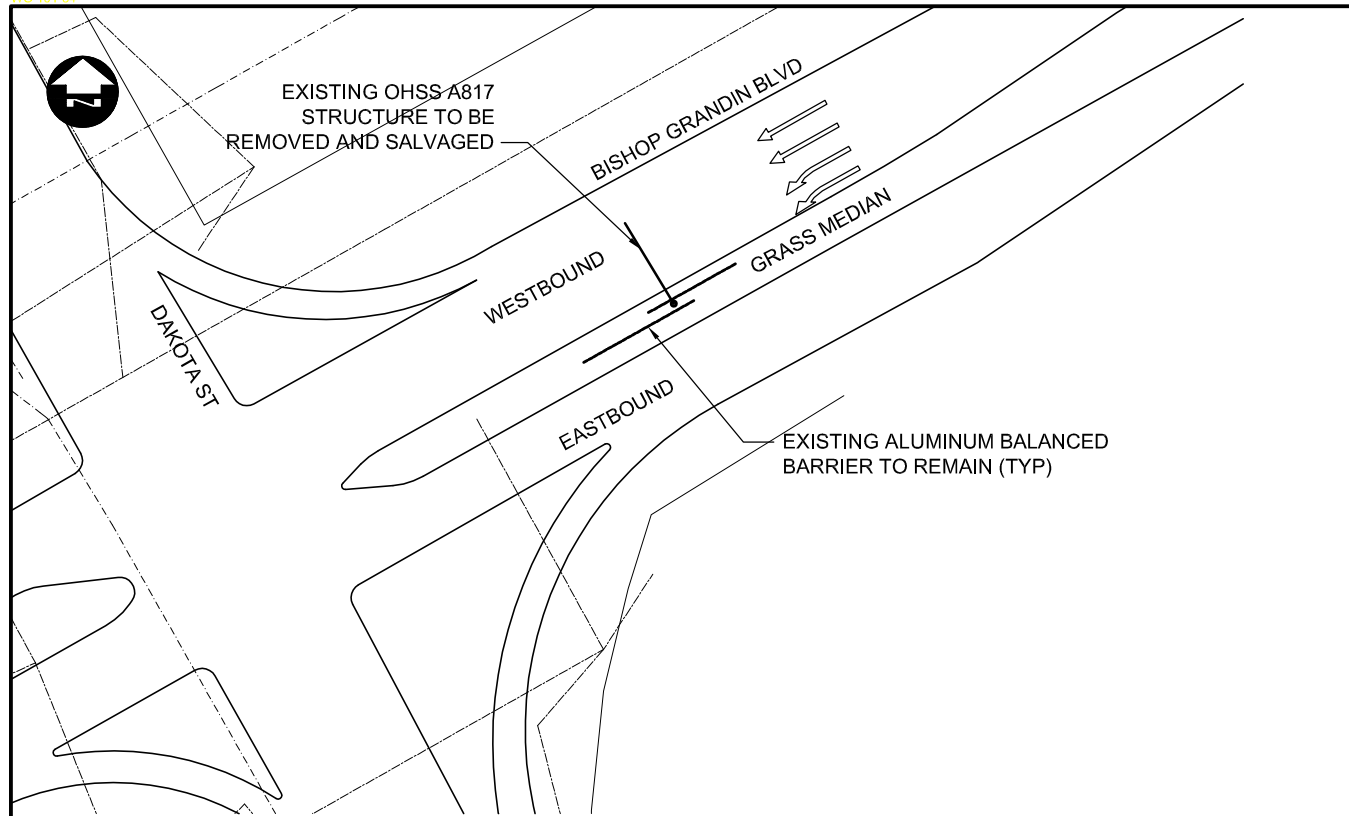 EXISTING OHSS A817
STRUCTURE TO BE
REMOVED AND SALVAGED
BISHOP GRANDIN BLVD
GRASS MEDIAN
WESTBOUND
DAKOTA ST
EASTBOUND
EXISTING ALUMINUM BALANCED
BARRIER TO REMAIN (TYP)